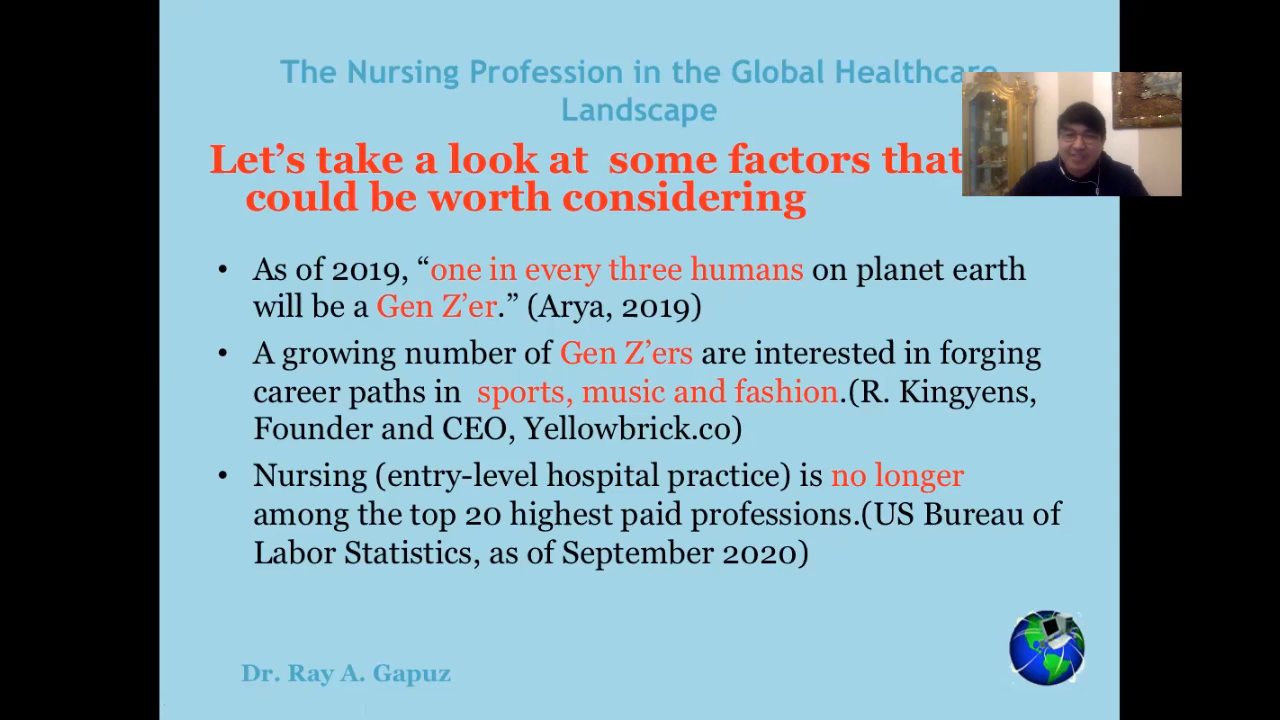 The Nursing Profession in the Global Healthcare
Landscape
Let’s take a look at  some factors that
could be worth considering
• As of 2019, “one in every three humans on planet earth
will be a Gen Z’er.” (Arya, 2019)
• A growing number of Gen Z’ers are interested in forging
career paths in  sports, music and fashion.(R. Kingyens,
Founder and CEO, Yellowbrick.co)
• Nursing (entry-level hospital practice) is no longer
among the top 20 highest paid professions.(US Bureau of
Labor Statistics, as of September 2020)
Dr. Ray A. Gapuz